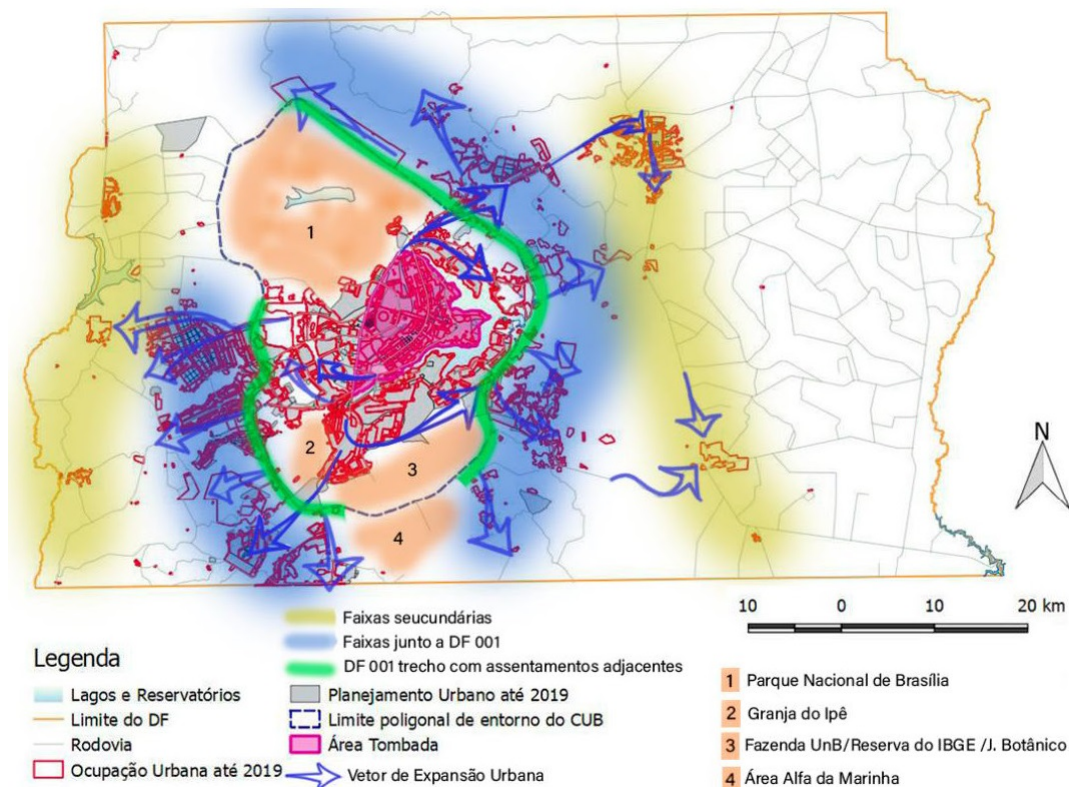 1
2
3
4
N
10 0 10 20 km
Legenda
Lagos e Reservatórios
Limite do DF
Rodovia
Ocupação Urbana até 2019
Faixas seucundárias
Faixas junto a DF 001
DF 001 trecho com assentamentos adjacentes
Planejamento Urbano até 2019
Limite poligonal de entorno do CUB
Área Tombada
Vetor de Expansão Urbana
1 Parque Nacional de Brasília
2 Granja do Ipê
3 Fazenda UnB/Reserva do IBGE /J. Botânico
4 Área Alfa da Marinha